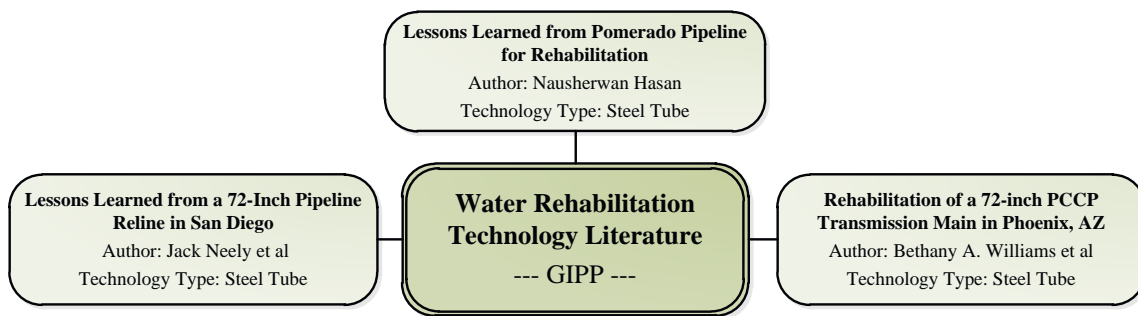 Lessons Learned from Pomerado Pipeline
for Rehabilitation
Author: Nausherwan Hasan
Technology Type: Steel Tube
Lessons Learned from a 72-Inch Pipeline
Reline in San Diego
Author: Jack Neely et al
Technology Type: Steel Tube
Water Rehabilitation
Technology Literature
--- GIPP ---
Rehabilitation of a 72-inch PCCP
Transmission Main in Phoenix, AZ
Author: Bethany A. Williams et al
Technology Type: Steel Tube